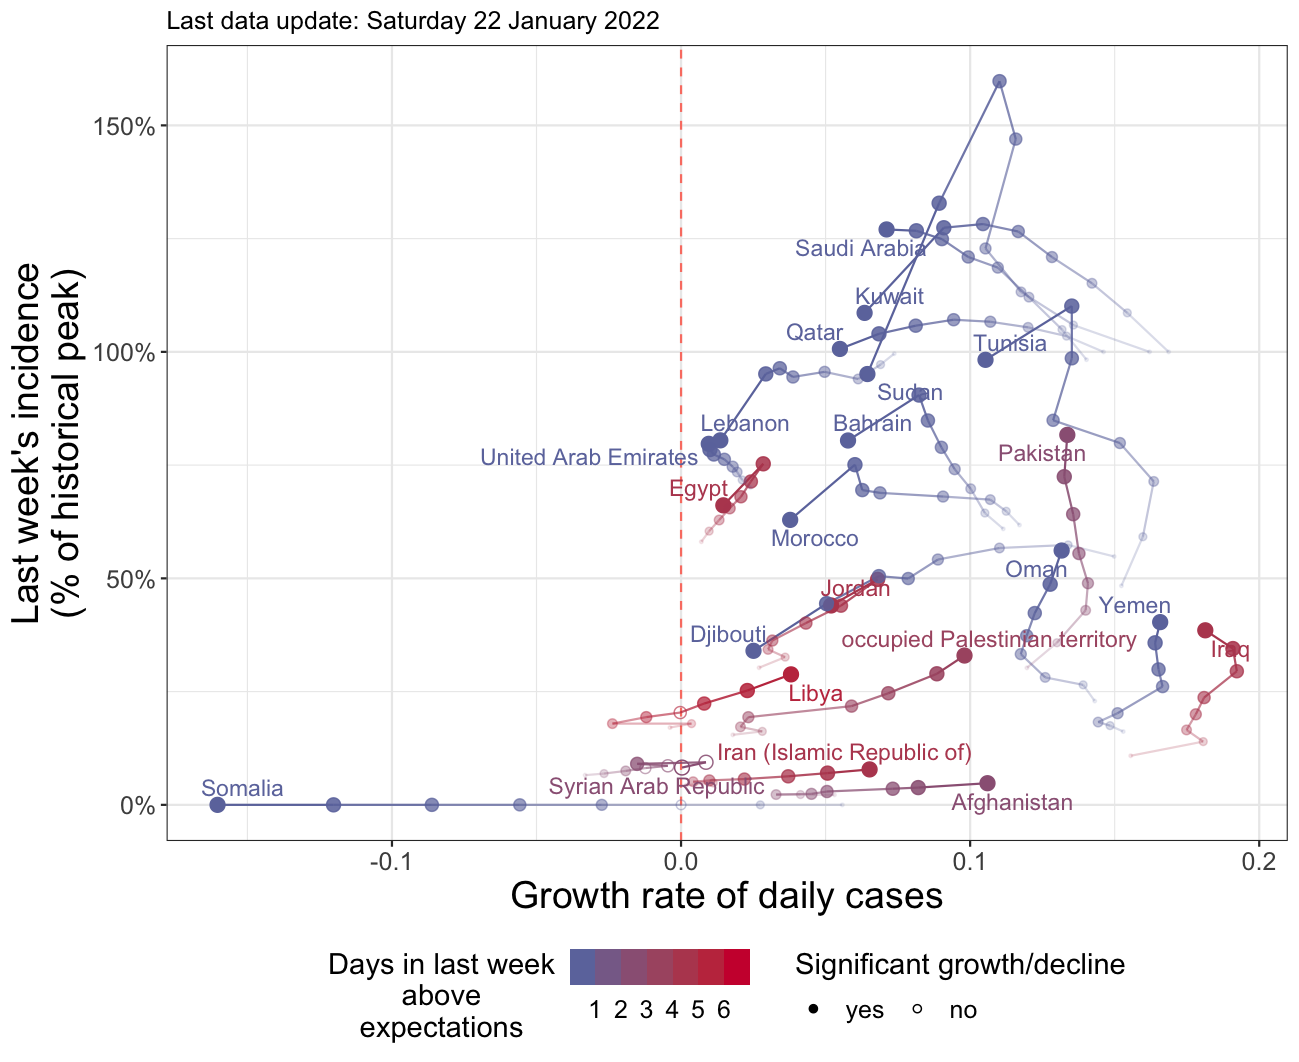 Last data update: Saturday 22 January 2022
Last week's incidence
(% of historical peak)
150%
100%
50%
0%
Saudi Arabia
Kuwait
Qatar
Tunisia
Sudan
Lebanon
Bahrain
United Arab Emirates
Pakistan
Egypt
Morocco
Oman
Jordan
Yemen
Djibouti
occupied Palestinian territory
Iraq
Libya
Iran (Islamic Republic of)
Somalia
Syrian Arab Republic
Afghanistan
-0.1
0.0
0.1
0.2
Growth rate of daily cases
Days in last week
above
expectations
1 2 3 4 5 6
Significant growth/decline
yes no